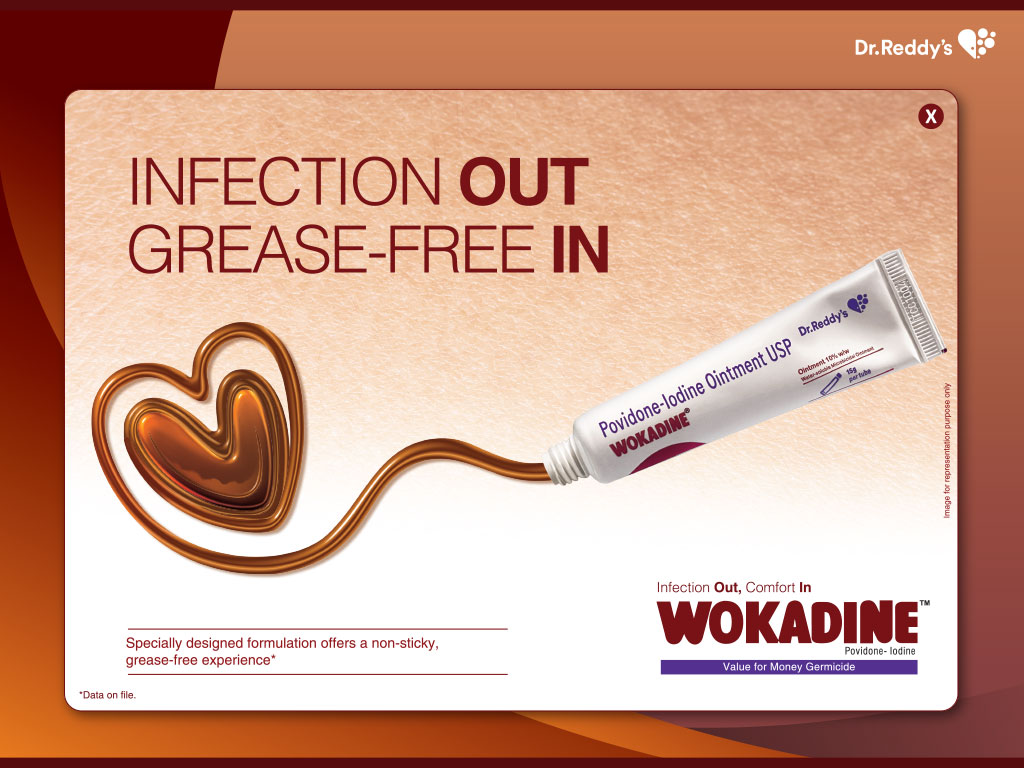 Dr.Reddy's
X
INFECTION OUT
GREASE-FREE IN
Dr.Reddy's
Povidone-Iodine Ointment USP
WOKADINE®
Ointment 10% w/w
15g
per tube
Image for representation purpose only
Infection Out, Comfort In
WOKADINE™
Povidone- Iodine
Value for Money Germicide
Specially designed formulation offers a non-sticky,
grease-free experience*
*Data on file.